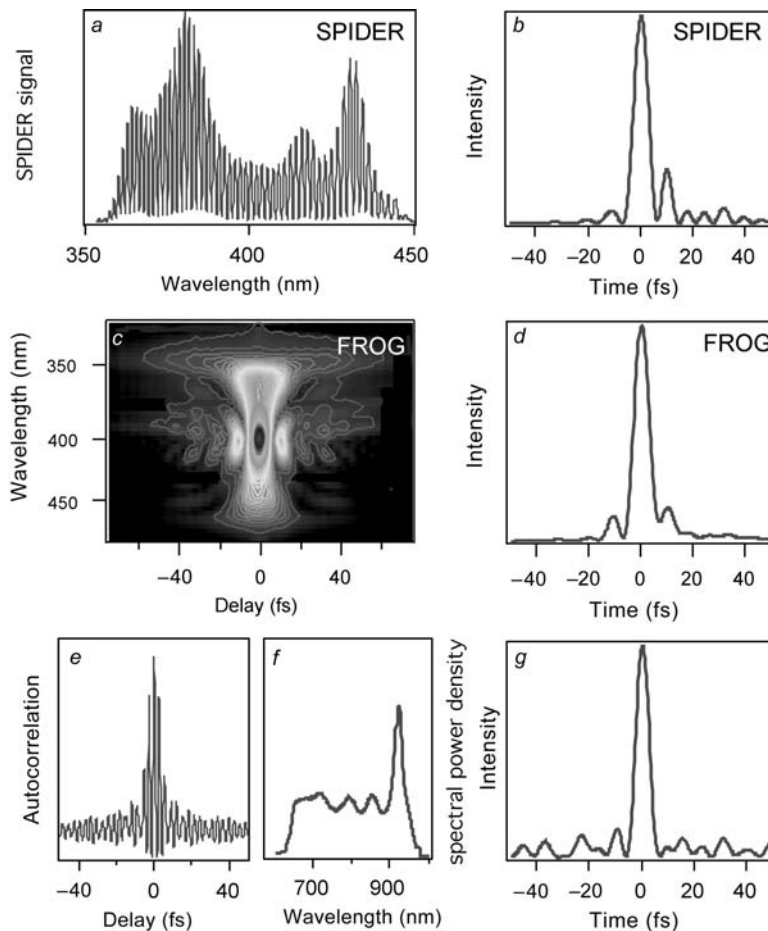 a SPIDER
SPIDER signal
350 400 450
Wavelength (nm)
b SPIDER
Intensity
−40 −20 0 20 40
Time (fs)
c FROG
Wavelength (nm)
350
400
450
−40 0 40
Delay (fs)
d FROG
Intensity
−40 −20 0 20 40
Time (fs)
e
Autocorrelation
−40 0 40
Delay (fs)
f
700 900
Wavelength (nm)
spectral power density
g
Intensity
−40 −20 0 20 40
Time (fs)